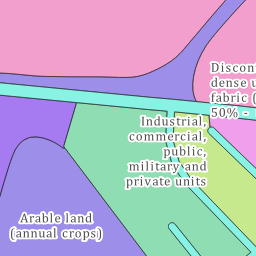 Discon
dense u
fabric (
50% -
Industrial,
commercial,
public,
military and
private units
Arable land
(annual crops)